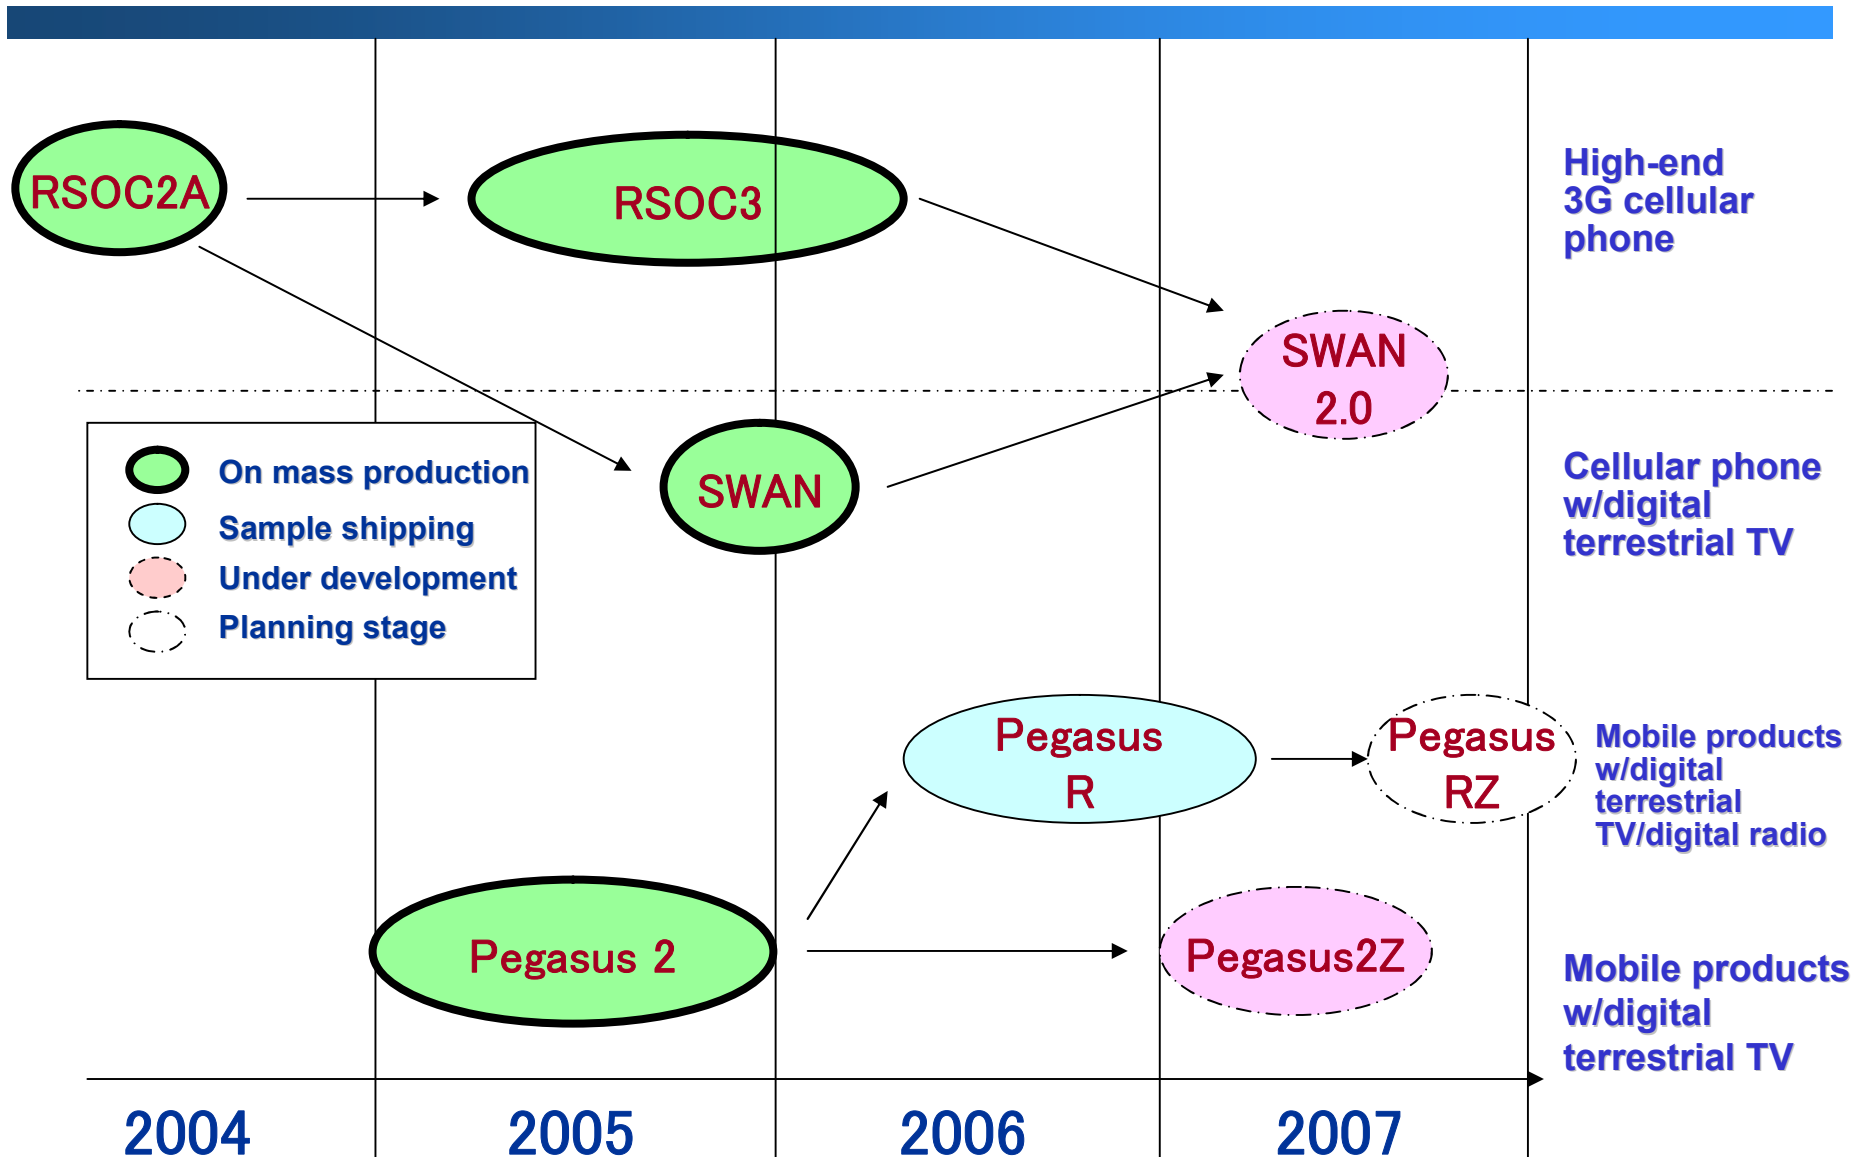 RSOC2A
RSOC3
High-end
3G cellular
phone
SWAN
2.0
On mass production
Sample shipping
Under development
Planning stage
SWAN
Cellular phone
w/digital
terrestrial TV
Pegasus
R
Pegasus
RZ
Mobile products
w/digital
terrestrial
TV/digital radio
Pegasus 2
Pegasus2Z
Mobile products
w/digital
terrestrial TV
2004
2005
2006
2007